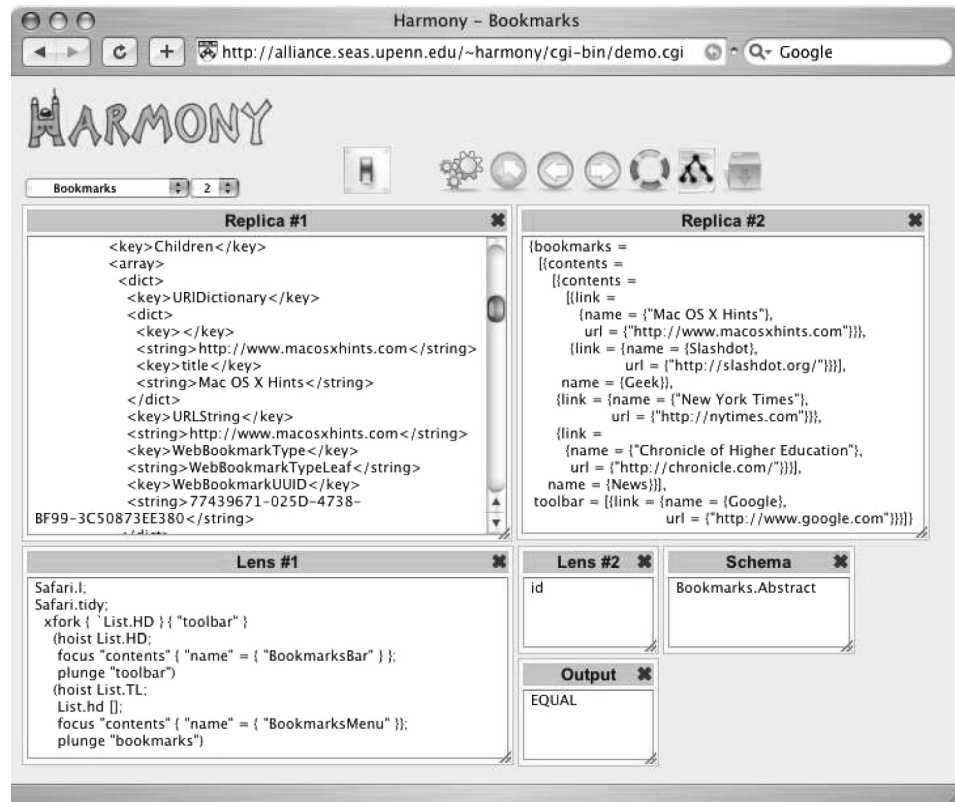 Harmony – Bookmarks
http://alliance.seas.upenn.edu/~harmony/cgi-bin/demo.cgi
Google
HARMONY
Bookmarks
2
Replica #1
<key>Children</key>
<array>
<dict>
<key>URIDictionary</key>
<dict>
<key></key>
<string>http://www.macosxhints.com</string>
<key>title</key>
<string>Mac OS X Hints</string>
</dict>
<key>URLString</key>
<string>http://www.macosxhints.com</string>
<key>WebBookmarkType</key>
<string>WebBookmarkTypeLeaf</string>
<key>WebBookmarkUUID</key>
<string>77439671-025D-4738-
BF99-3C50873EE380</string>
</dict>
Replica #2
{bookmarks =
[{contents =
[{contents =
[{link =
{name = {"Mac OS X Hints"},
url = {"http://www.macosxhints.com"}}},
{link = {name = {Slashdot},
url = {"http://slashdot.org/"}}}],
name = {Geek}},
{link = {name = {"New York Times"},
url = {"http://nytimes.com"}}},
{link =
{name = {"Chronicle of Higher Education"},
url = {"http://chronicle.com/"}}}],
name = {News}}],
toolbar = [{link = {name = {Google},
url = {"http://www.google.com"}}}]}
Lens #1
Safari.l;
Safari.tidy;
xfork { `List.HD } { "toolbar" }
(hoist List.HD;
focus "contents" { "name" = { "BookmarksBar" } };
plunge "toolbar")
(hoist List.TL;
List.hd [];
focus "contents" { "name" = { "BookmarksMenu" }};
plunge "bookmarks")
Lens #2
id
Schema
Bookmarks.Abstract
Output
EQUAL